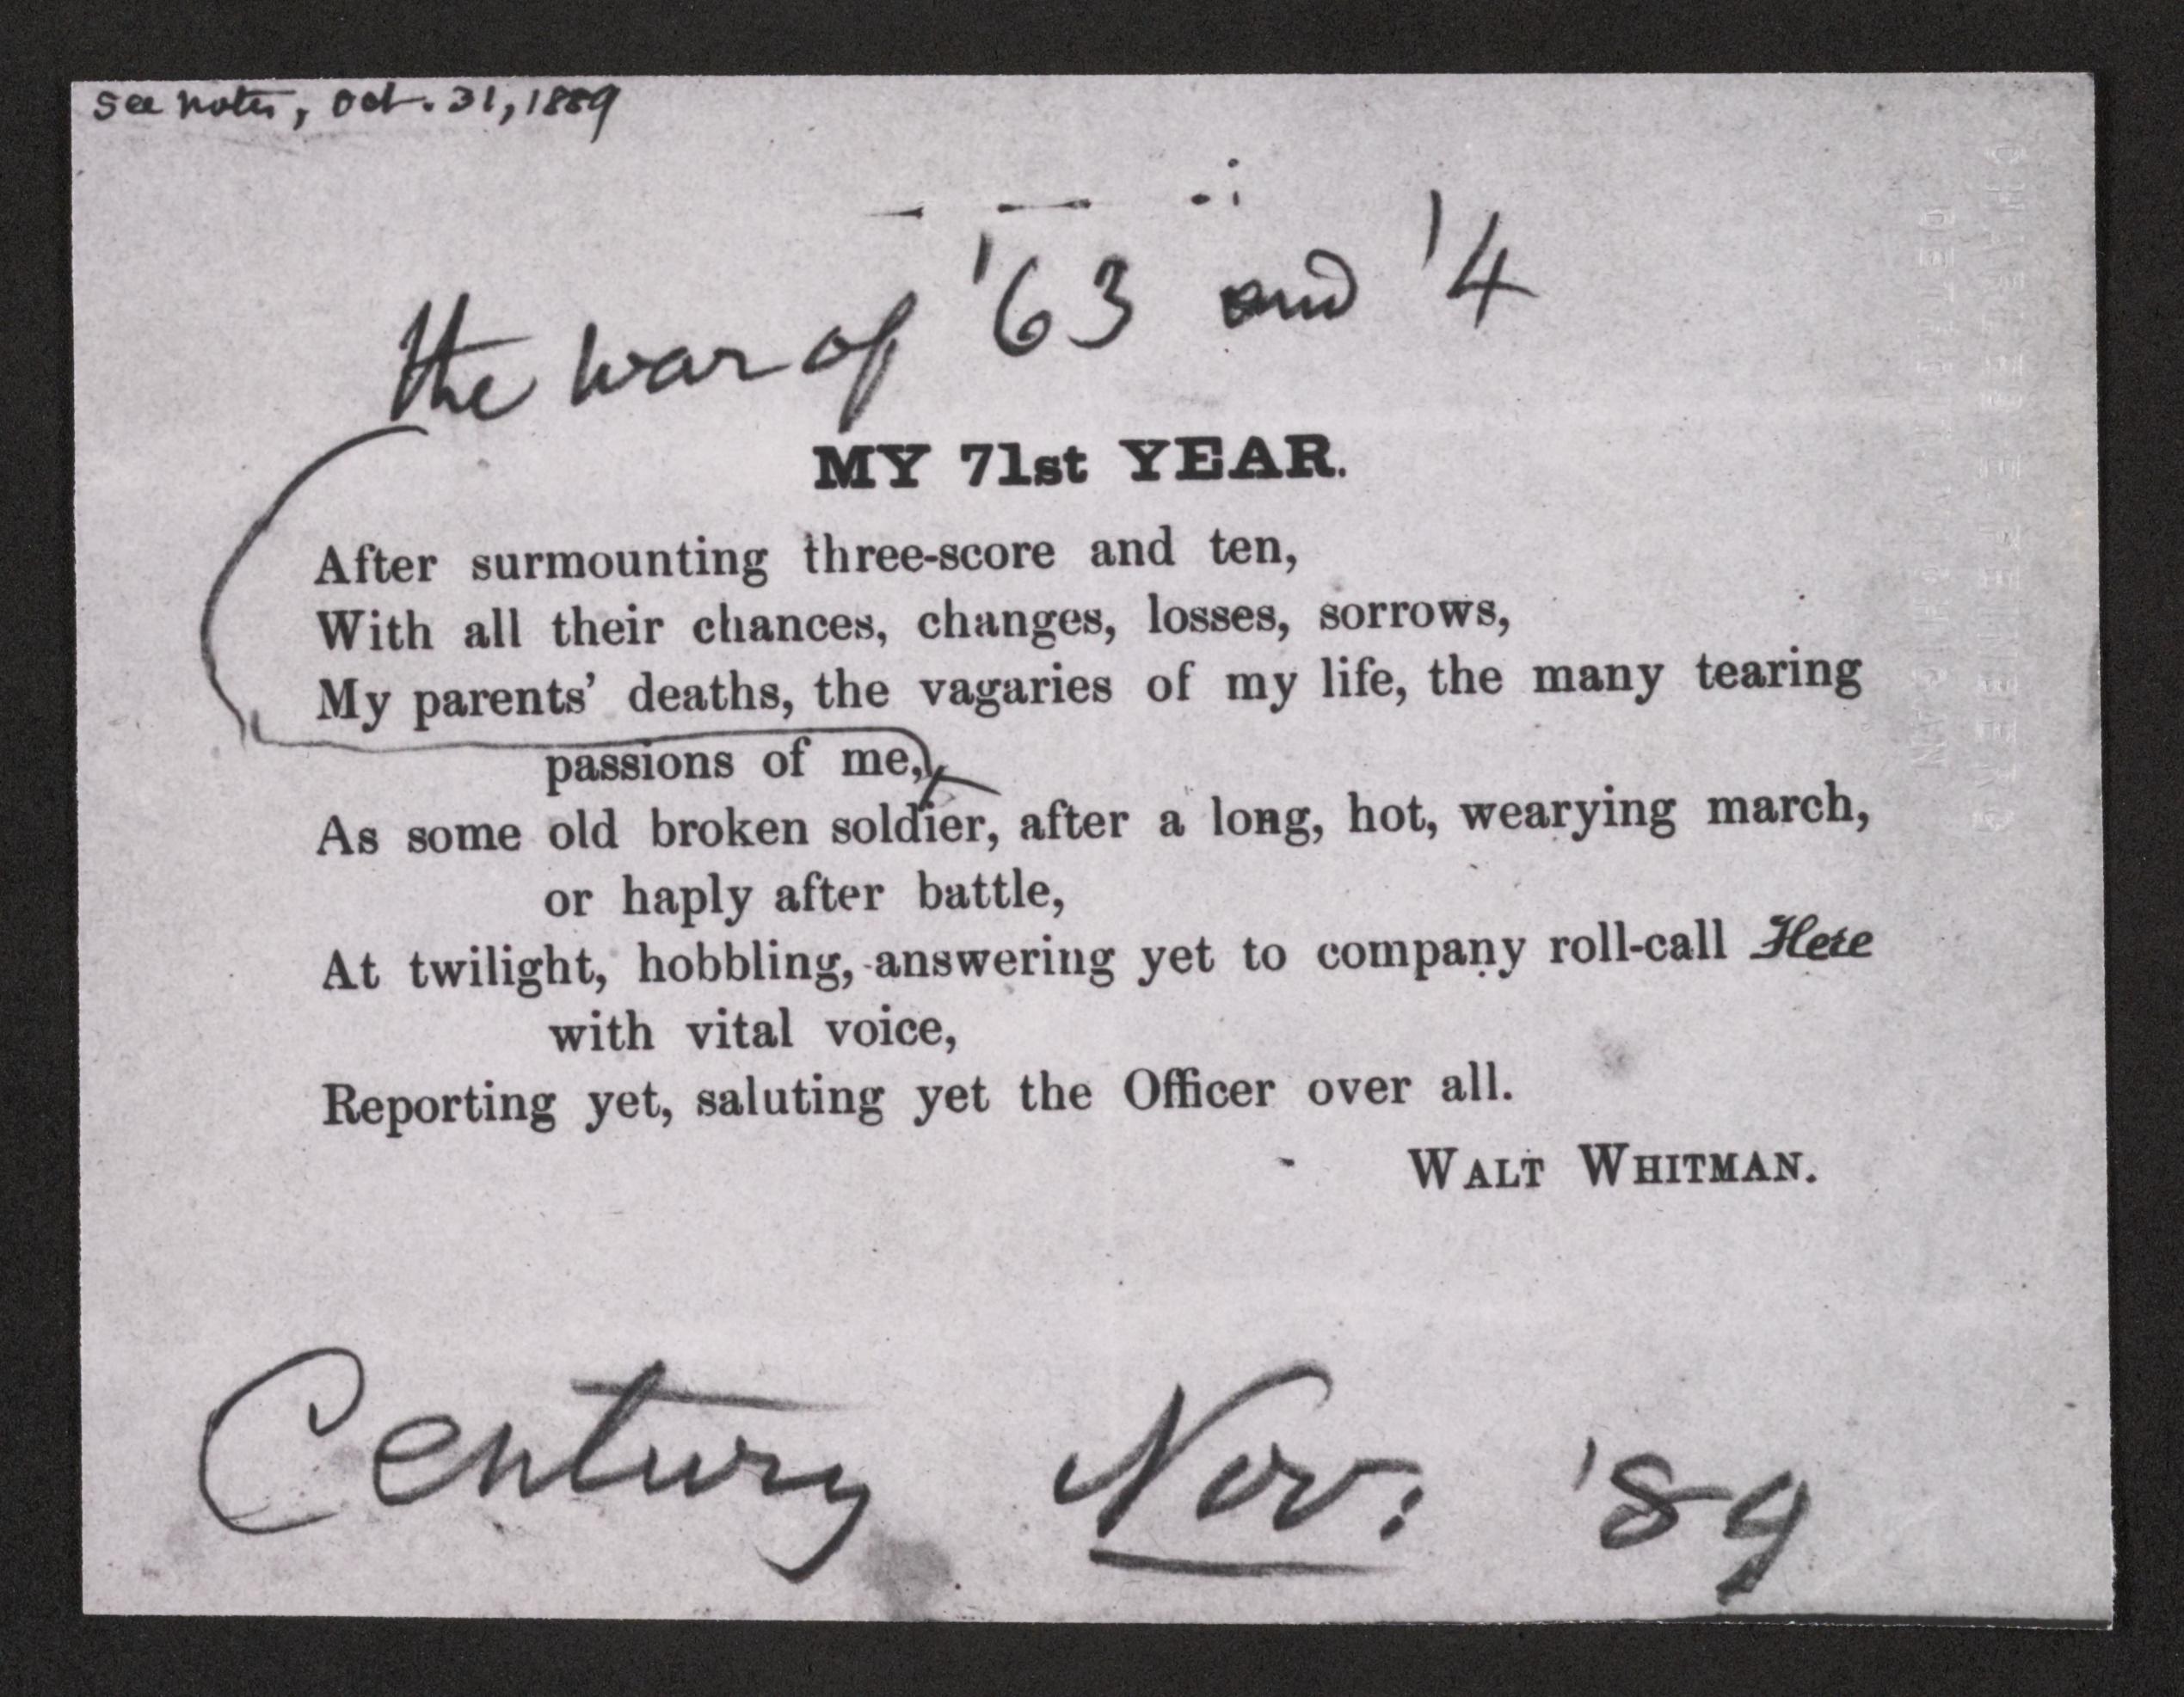 see notes, Oct. 31, 1889
the war of '63 and '4
MY 71st YEAR.
After surmounting three-score and ten,
With all their chances, changes, losses, sorrows,
My parents' deaths, the vagaries of my life, the many tearing
passions of me,
As some old broken soldier, after a long, hot, wearying march,
or haply after battle,
At twilight, hobbling, answering yet to company roll-call Here
with vital voice,
Reporting yet, saluting yet the Officer over all.
WALT WHITMAN.
Century Nov. '89